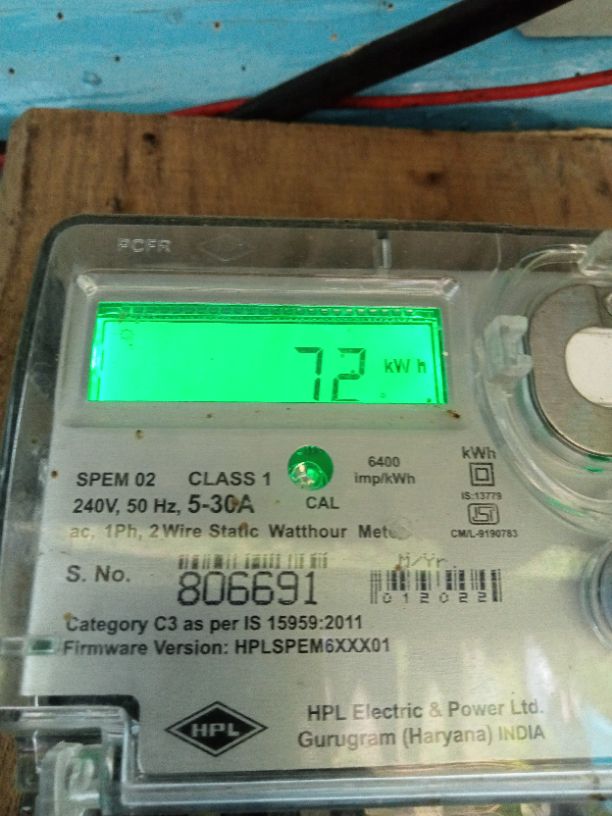 PCFR
72 kWh
6400
imp/kWh
kWh
SPEM 02 CLASS 1
240V, 50 Hz, 5-30A
CAL
IS:13779
ISI
CM/L-9190783
ac, 1Ph, 2 Wire Static Watthour Meter
M/Yr.
S. No. 806691
012022
Category C3 as per IS 15959:2011
Firmware Version: HPLSPEM6XXX01
HPL
HPL Electric & Power Ltd.
Gurugram (Haryana) INDIA